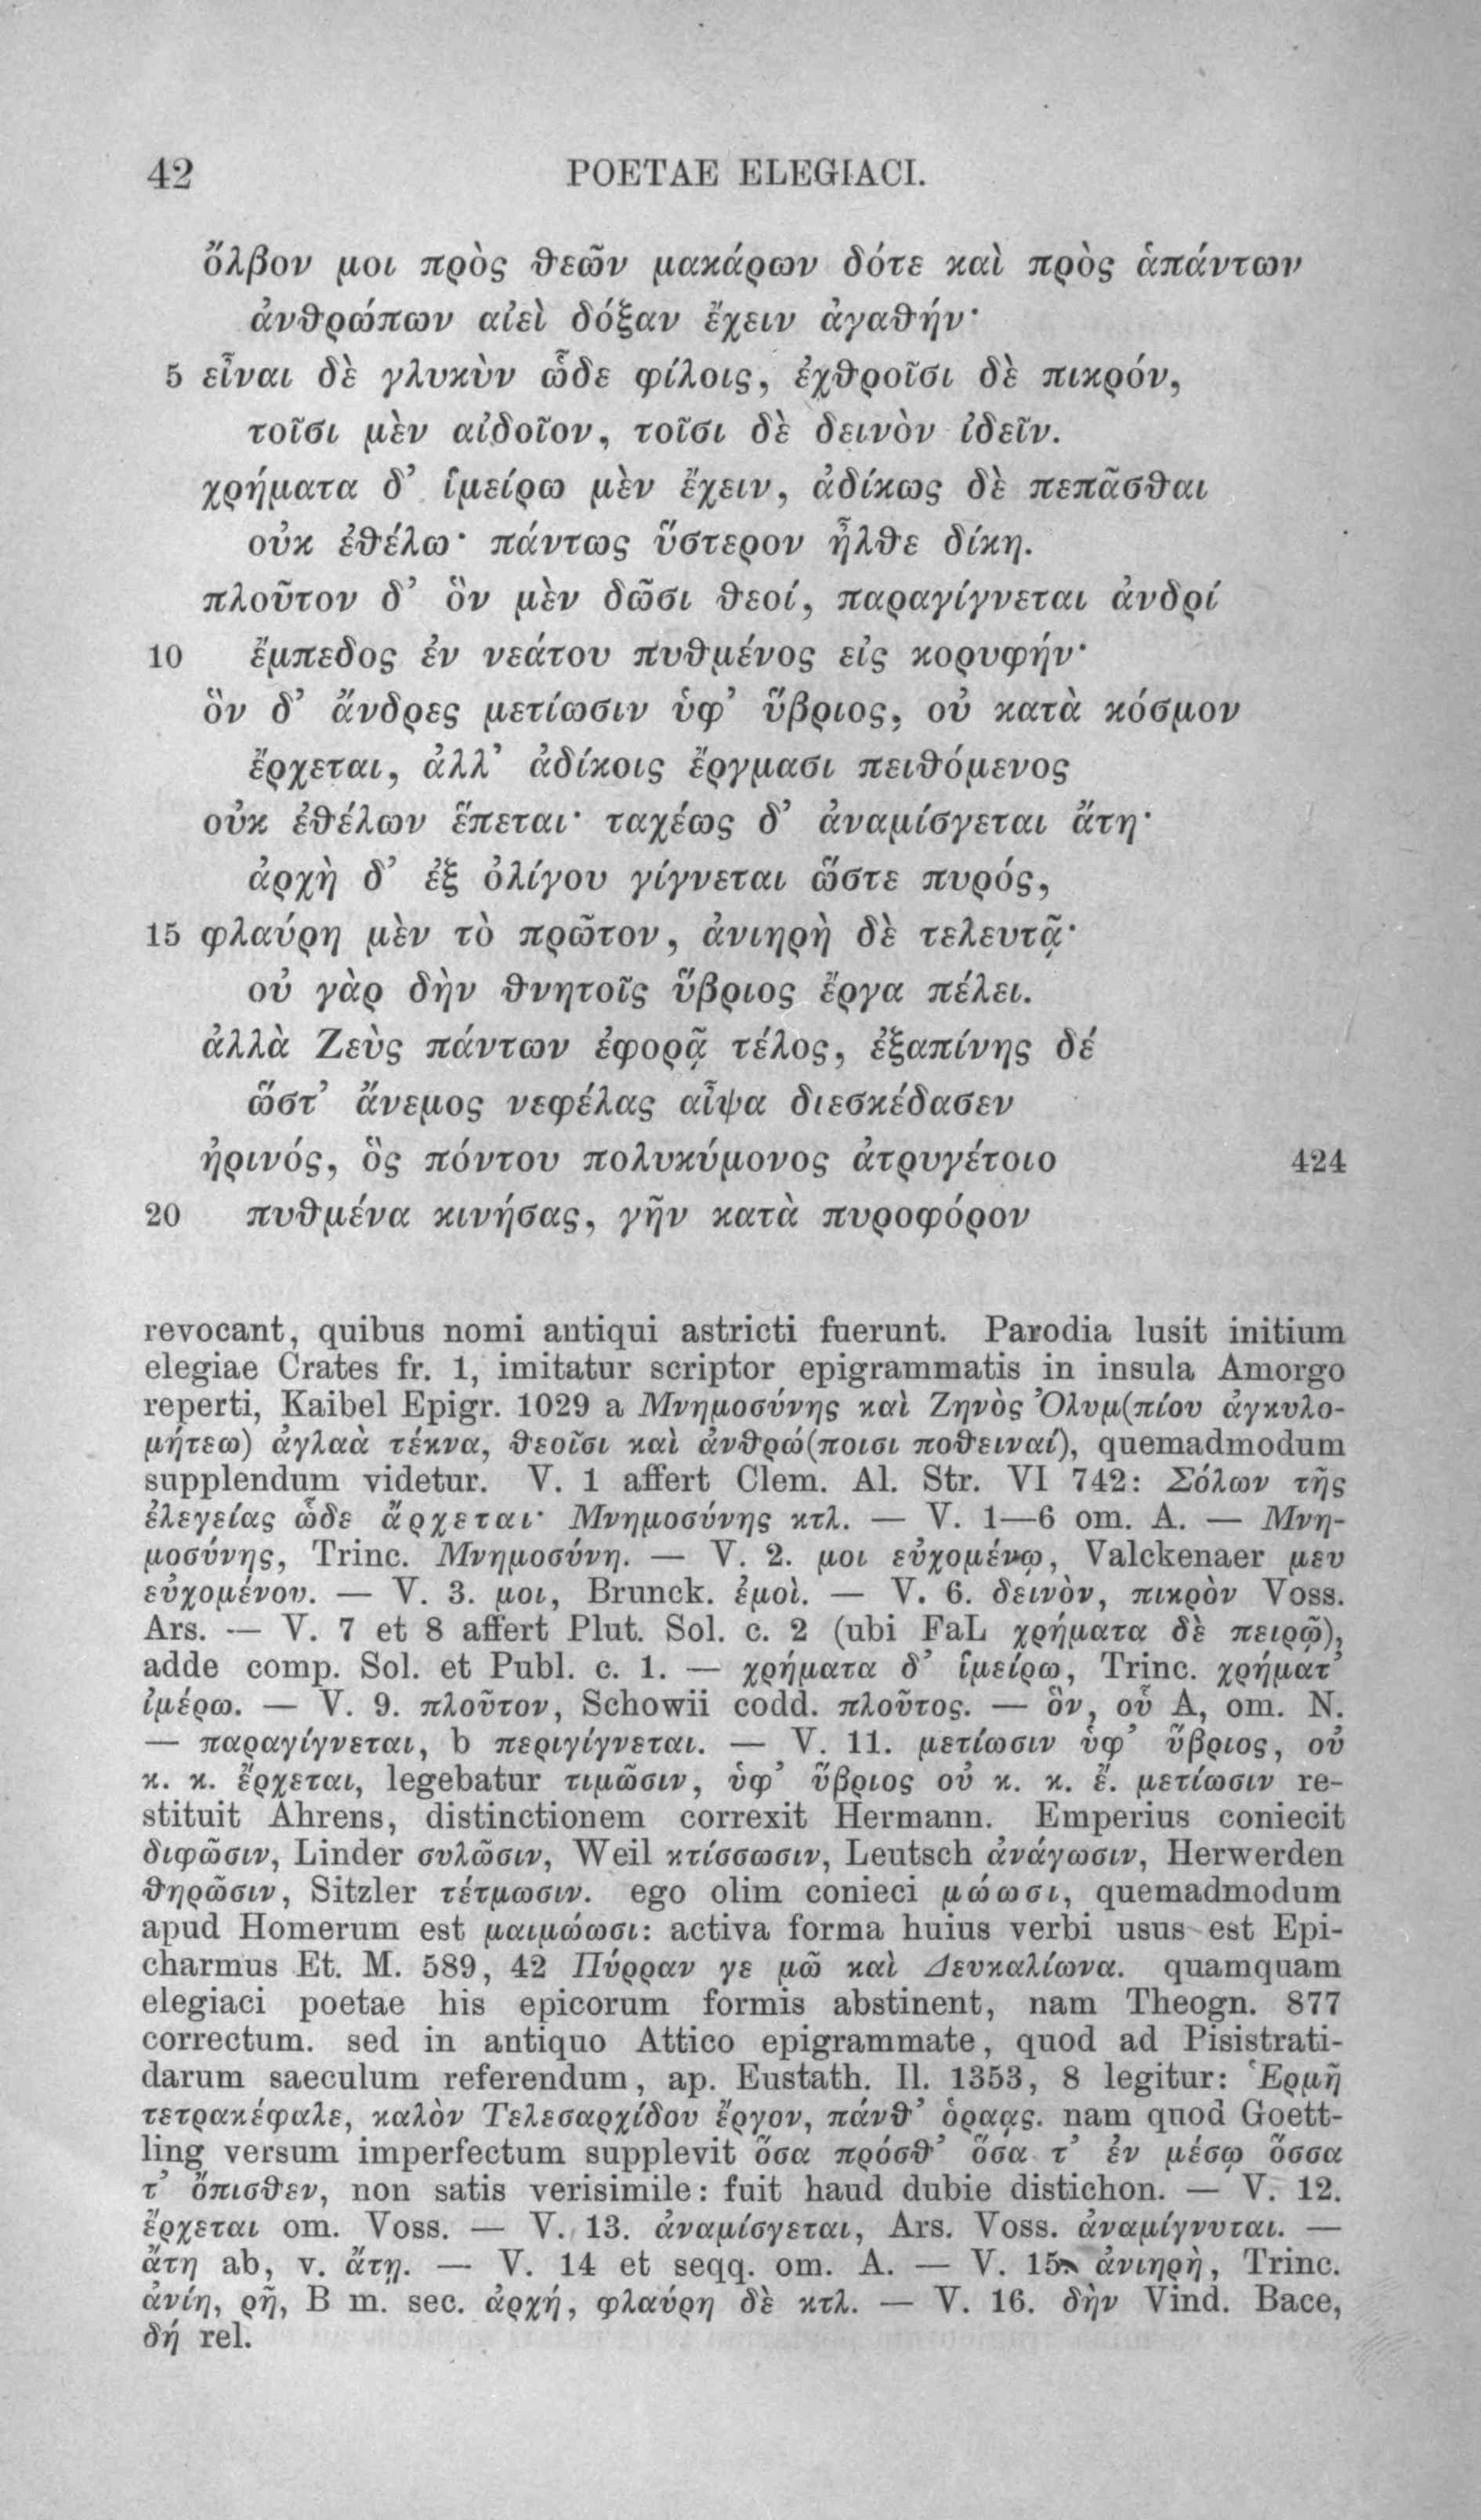 42 POETAE ELEGIACI.
ὄλβον μοι πρὸς θεῶν μακάρων δότε καὶ πρὸς ἁπάντων
ἀνθρώπων αἰεὶ δόξαν ἔχειν ἀγαθήν·
5 εἶναι δὲ γλυκὺν ὧδε φίλοις, ἐχθροῖσι δὲ πικρόν,
τοῖσι μὲν αἰδοῖον, τοῖσι δὲ δεινὸν ἰδεῖν.
χρήματα δ’ ἱμείρω μὲν ἔχειν, ἀδίκως δὲ πεπᾶσθαι
οὐκ ἐθέλω· πάντως ὕστερον ἦλθε δίκη.
πλοῦτον δ’ ὃν μὲν δῶσι θεοί, παραγίγνεται ἀνδρί
10 ἔμπεδος ἐν νεάτου πυθμένος εἰς κορυφήν·
ὃν δ’ ἄνδρες μετίωσιν ὑφ’ ὕβριος, οὐ κατὰ κόσμον
ἔρχεται, ἀλλ’ ἀδίκοις ἔργμασι πειθόμενος
οὐκ ἐθέλων ἕπεται· ταχέως δ’ ἀναμίσγεται ἄτη·
ἀρχὴ δ’ ἐξ ὀλίγου γίγνεται ὥστε πυρός,
15 φλαύρη μὲν τὸ πρῶτον, ἀνιηρὴ δὲ τελευτᾷ·
οὐ γὰρ δὴν θνητοῖς ὕβριος ἔργα πέλει.
ἀλλὰ Ζεὺς πάντων ἐφορᾷ τέλος, ἐξαπίνης δέ
ὥστ’ ἄνεμος νεφέλας αἶψα διεσκέδασεν
ἠρινός, ὃς πόντου πολυκύμονος ἀτρυγέτοιο 424
20 πυθμένα κινήσας, γῆν κατὰ πυροφόρον
revocant, quibus nomi antiqui astricti fuerunt. Parodia lusit initium
elegiae Crates fr. 1, imitatur scriptor epigrammatis in insula Amorgo
reperti, Kaibel Epigr. 1029 a Μνημοσύνης καὶ Ζηνὸς Ὀλυμ(πίου ἀγκυλο-
μήτεω) ἀγλαὰ τέκνα, θεοῖσι καὶ ἀνθρώ(ποισι ποθειναί), quemadmodum
supplendum videtur. V. 1 affert Clem. Al. Str. VI 742: Σόλων τῆς
ἐλεγείας ὧδε ἄρχεται· Μνημοσύνης κτλ. — V. 1—6 om. A. — Μνη-
μοσύνης, Trinc. Μνημοσύνη. — V. 2. μοι εὐχομένῳ, Valckenaer μευ
εὐχομένου. — V. 3. μοι, Brunck. ἐμοὶ. — V. 6. δεινὸν, πικρὸν Voss.
Ars. — V. 7 et 8 affert Plut. Sol. c. 2 (ubi FaL χρήματα δὲ πειρῶ),
adde comp. Sol. et Publ. c. 1. — χρήματα δ’ ἱμείρω, Trinc. χρήματ’
ἰμέρω. — V. 9. πλοῦτον, Schowii codd. πλοῦτος. — ὃν, οὗ A, om. N.
— παραγίγνεται, b περιγίγνεται. — V. 11. μετίωσιν ὑφ’ ὕβριος, οὐ
κ. κ. ἔρχεται, legebatur τιμῶσιν, ὑφ’ ὕβριος οὐ κ. κ. ἔ. μετίωσιν re-
stituit Ahrens, distinctionem correxit Hermann. Emperius coniecit
διφῶσιν, Linder συλῶσιν, Weil κτίσσωσιν, Leutsch ἀνάγωσιν, Herwerden
θηρῶσιν, Sitzler τέτμωσιν. ego olim conieci μώωσι, quemadmodum
apud Homerum est μαιμώωσι: activa forma huius verbi usus est Epi-
charmus Et. M. 589, 42 Πύρραν γε μῶ καὶ Δευκαλίωνα. quamquam
elegiaci poetae his epicorum formis abstinent, nam Theogn. 877
correctum. sed in antiquo Attico epigrammate, quod ad Pisistrati-
darum saeculum referendum, ap. Eustath. Il. 1353, 8 legitur: Ἑρμῆ
τετρακέφαλε, καλὸν Τελεσαρχίδου ἔργον, πάνθ’ ὁράᾳς. nam quod Goett-
ling versum imperfectum supplevit ὅσα πρόσθ’ ὅσα τ’ ἐν μέσῳ ὅσσα
τ’ ὄπισθεν, non satis verisimile: fuit haud dubie distichon. — V. 12.
ἔρχεται om. Voss. — V. 13. ἀναμίσγεται, Ars. Voss. ἀναμίγνυται. —
ἄτη ab, v. ἄτῃ. — V. 14 et seqq. om. A. — V. 15. ἀνιηρὴ, Trinc.
ἀνίη, ρῆ, B m. sec. ἀρχή, φλαύρη δὲ κτλ. — V. 16. δὴν Vind. Bace,
δή rel.